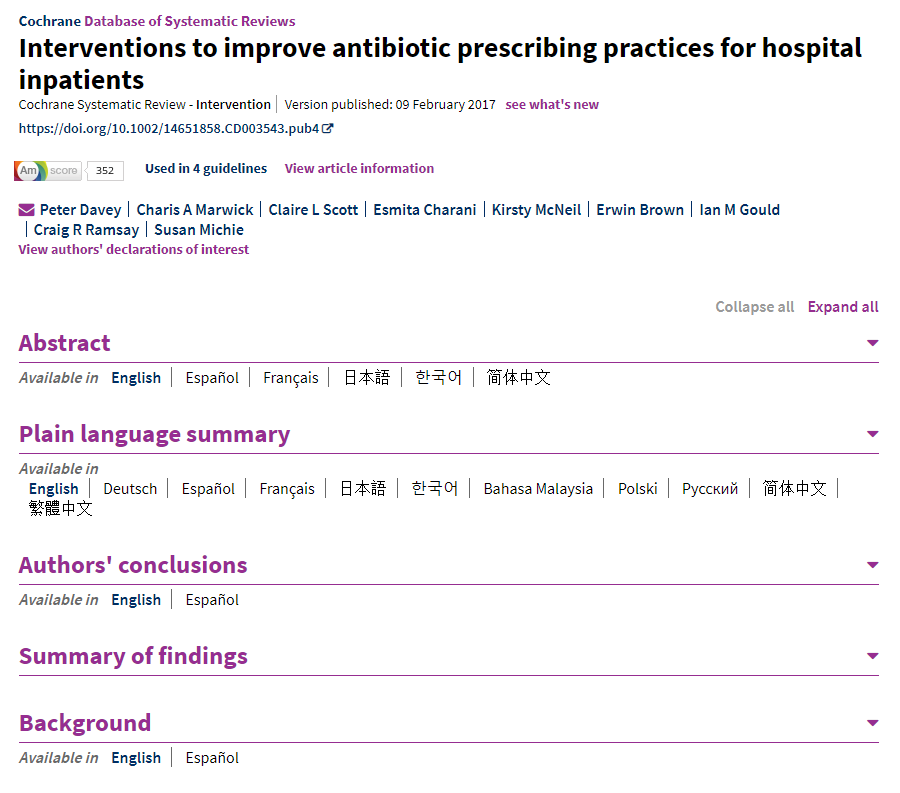 Cochrane Database of Systematic Reviews
Interventions to improve antibiotic prescribing practices for hospital
inpatients
Cochrane Systematic Review - Intervention | Version published: 09 February 2017 see what's new
https://doi.org/10.1002/14651858.CD003543.pub4
Am score 352 Used in 4 guidelines View article information
Peter Davey | Charis A Marwick | Claire L Scott | Esmita Charani | Kirsty McNeil | Erwin Brown | Ian M Gould
| Craig R Ramsay | Susan Michie
View authors' declarations of interest
Collapse all Expand all
Abstract
Available in English | Español | Français | 日本語 | 한국어 | 简体中文
Plain language summary
Available in
English | Deutsch | Español | Français | 日本語 | 한국어 | Bahasa Malaysia | Polski | Русский | 简体中文 |
繁體中文
Authors' conclusions
Available in English | Español
Summary of findings
Background
Available in English | Español